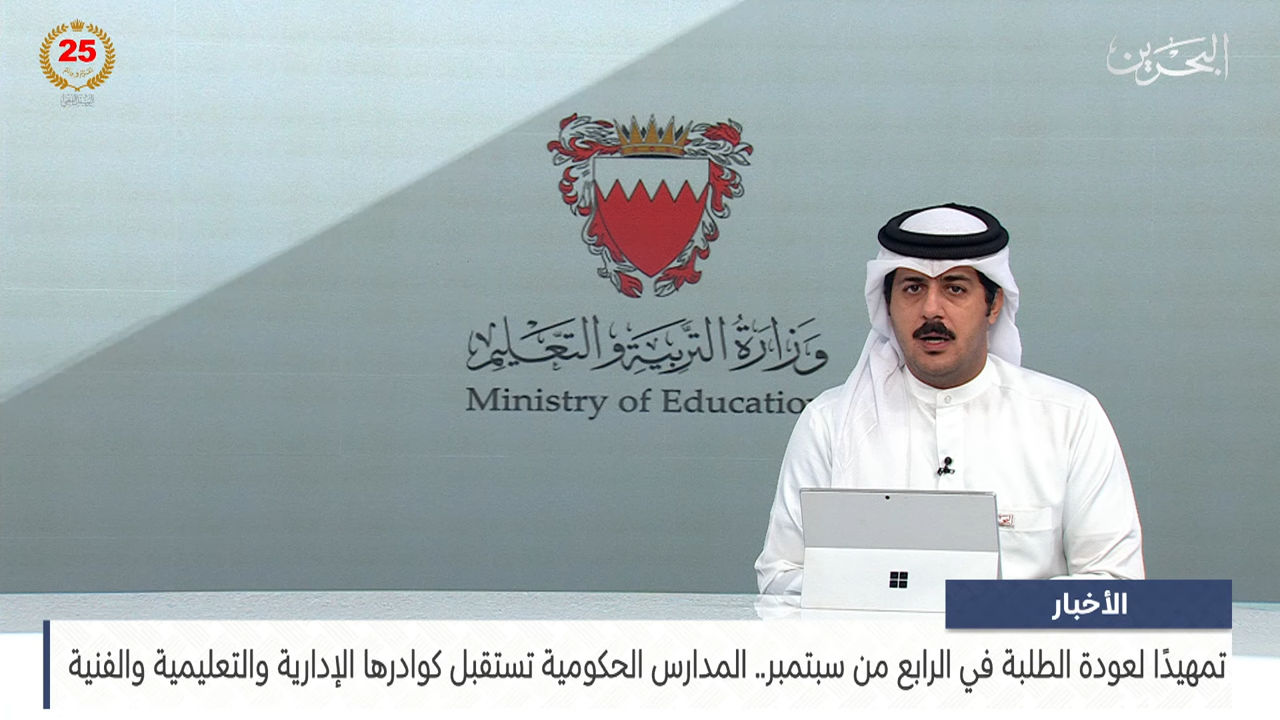 25
البحرين
وزارة التربية والتعليم
Ministry of Education
الأخبار
تمهيدًا لعودة الطلبة في الرابع من سبتمبر.. المدارس الحكومية تستقبل كوادرها الإدارية والتعليمية والفنية